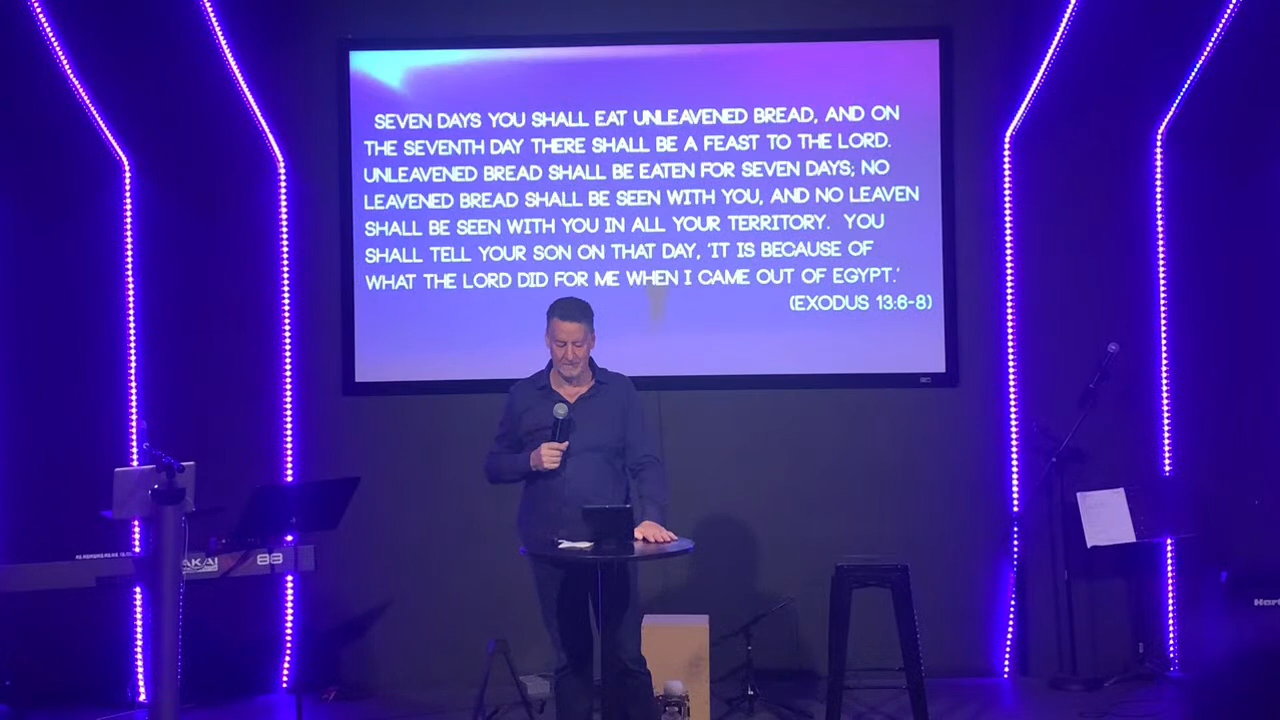 SEVEN DAYS YOU SHALL EAT UNLEAVENED BREAD, AND ON
THE SEVENTH DAY THERE SHALL BE A FEAST TO THE LORD.
UNLEAVENED BREAD SHALL BE EATEN FOR SEVEN DAYS; NO
LEAVENED BREAD SHALL BE SEEN WITH YOU, AND NO LEAVEN
SHALL BE SEEN WITH YOU IN ALL YOUR TERRITORY. YOU
SHALL TELL YOUR SON ON THAT DAY, 'IT IS BECAUSE OF
WHAT THE LORD DID FOR ME WHEN I CAME OUT OF EGYPT.'
(EXODUS 13:6-8)
AKAI
88